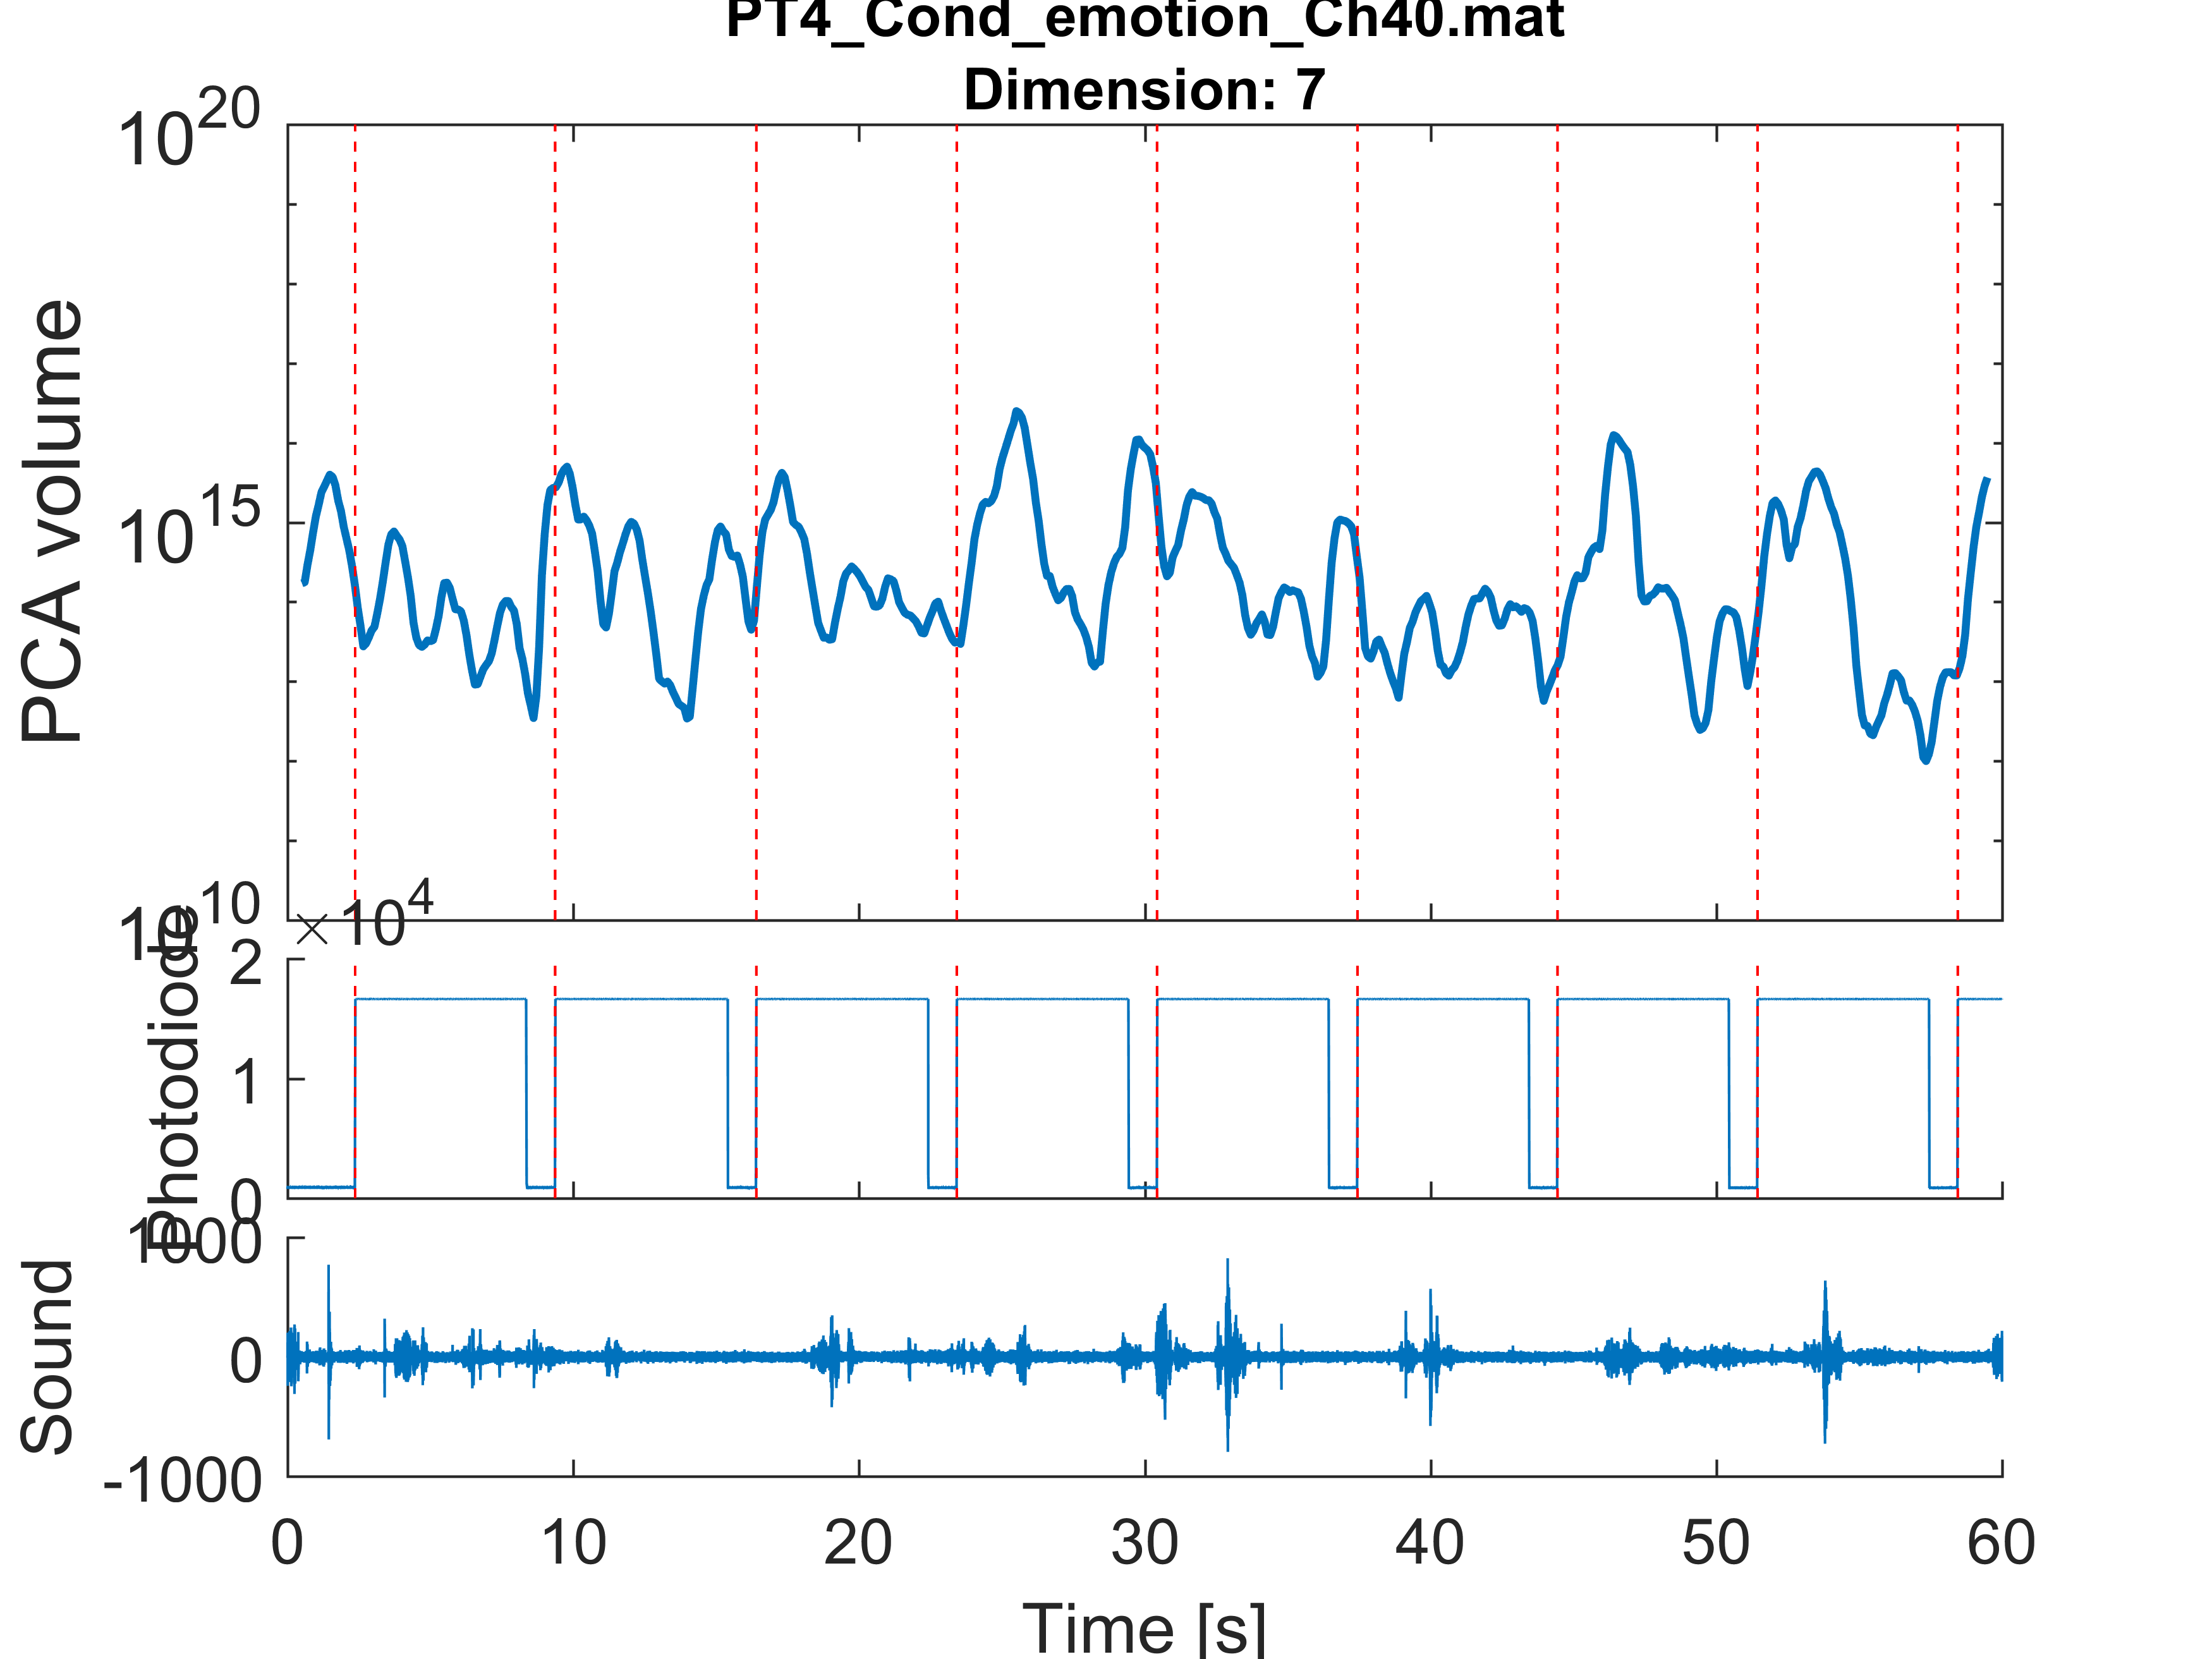 PT4_Cond_emotion_Ch40.mat
Dimension: 7
PCA volume
10^20
10^15
10^10
×10^4
Photodiode
2
1
0
Sound
1000
0
-1000
0 10 20 30 40 50 60
Time [s]